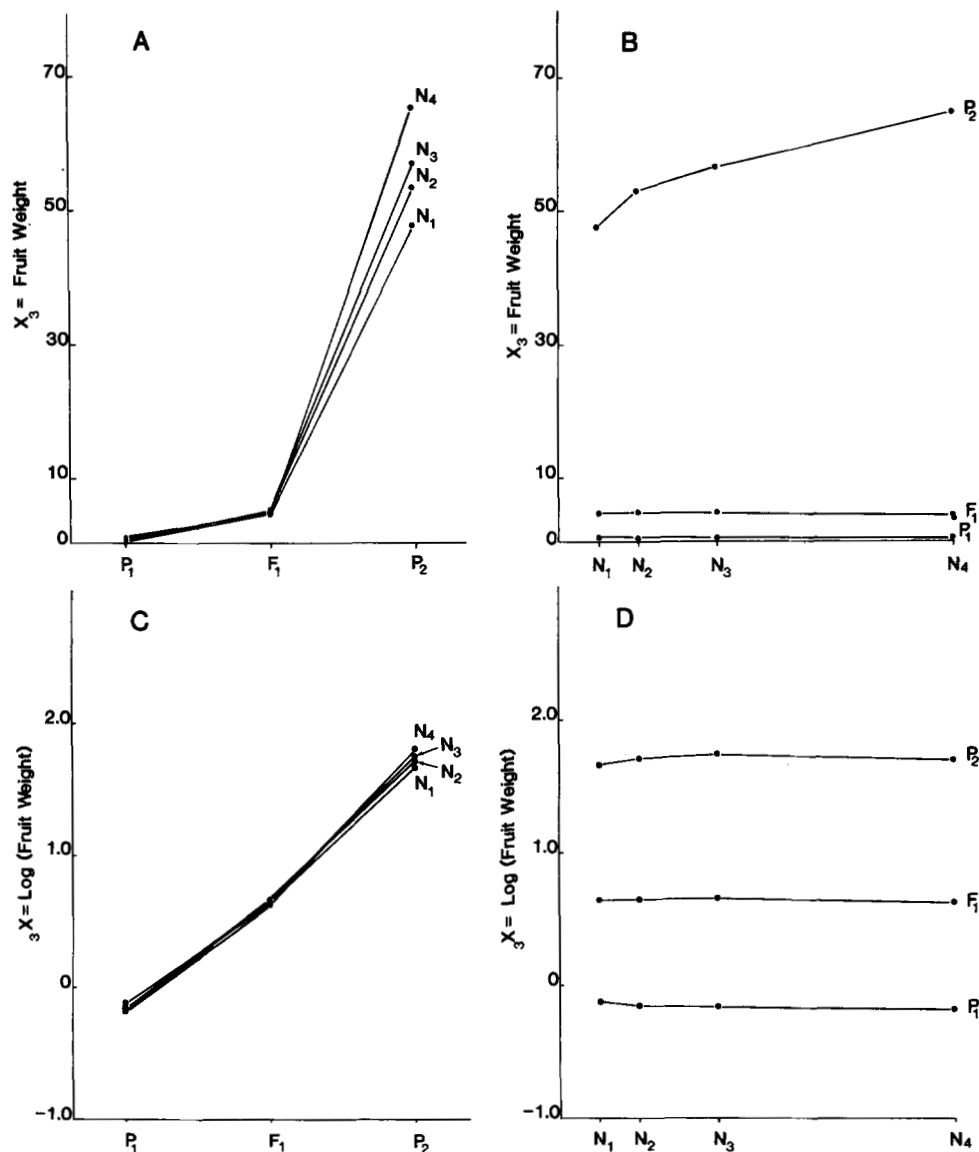 A
70
50
30
10
0
X₃ = Fruit Weight
N₄
N₃
N₂
N₁
P₁ F₁ P₂
B
70
50
30
10
0
X₃ = Fruit Weight
P₂
F₁
P₁
N₁ N₂ N₃ N₄
C
2.0
1.0
0
-1.0
₃X = Log (Fruit Weight)
N₄
N₃
N₂
N₁
P₁ F₁ P₂
D
2.0
1.0
0
-1.0
₃X = Log (Fruit Weight)
P₂
F₁
P₁
N₁ N₂ N₃ N₄